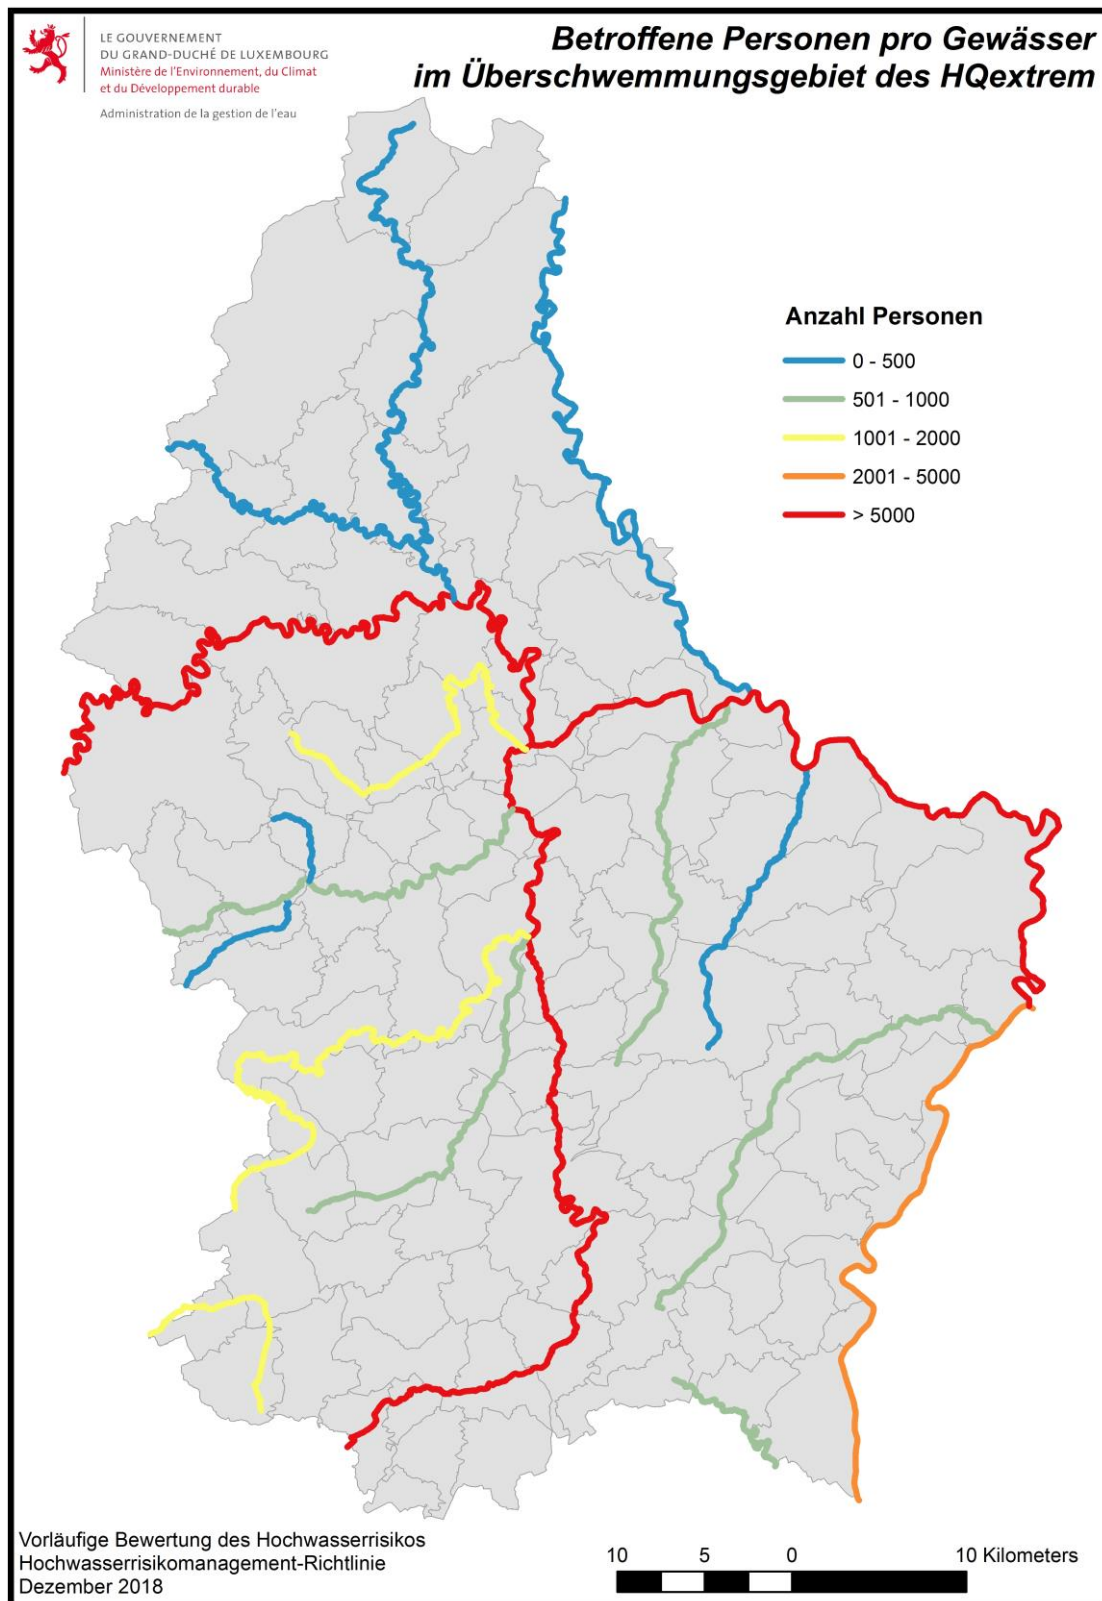 LE GOUVERNEMENT
DU GRAND-DUCHÉ DE LUXEMBOURG
Ministère de l'Environnement, du Climat
et du Développement durable
Administration de la gestion de l'eau
Betroffene Personen pro Gewässer
im Überschwemmungsgebiet des HQextrem
Anzahl Personen
0 - 500
501 - 1000
1001 - 2000
2001 - 5000
> 5000
Vorläufige Bewertung des Hochwasserrisikos
Hochwasserrisikomanagement-Richtlinie
Dezember 2018
10 5 0 10 Kilometers